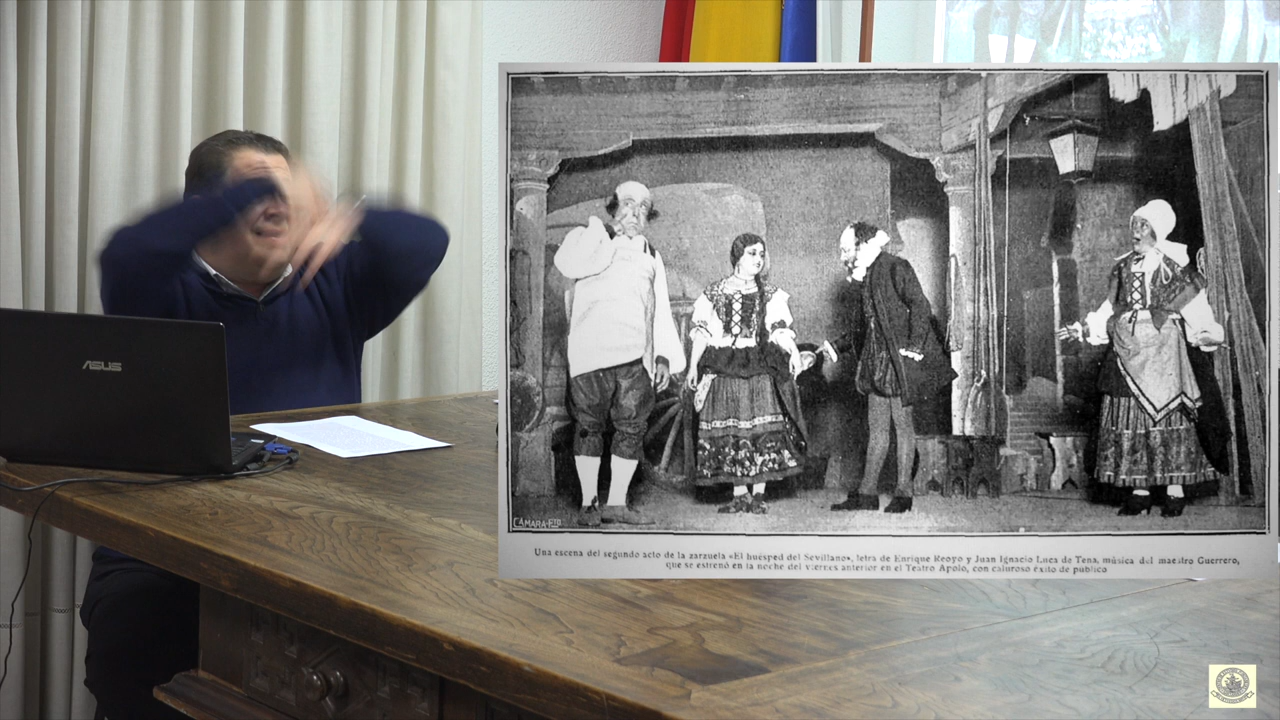 ASUS
CÁMARA-FTO
Una escena del segundo acto de la zarzuela «El huésped del Sevillano», letra de Enrique Reoyo y Juan Ignacio Luca de Tena, música del maestro Guerrero,
que se estrenó en la noche del viernes anterior en el Teatro Apolo, con caluroso éxito de público